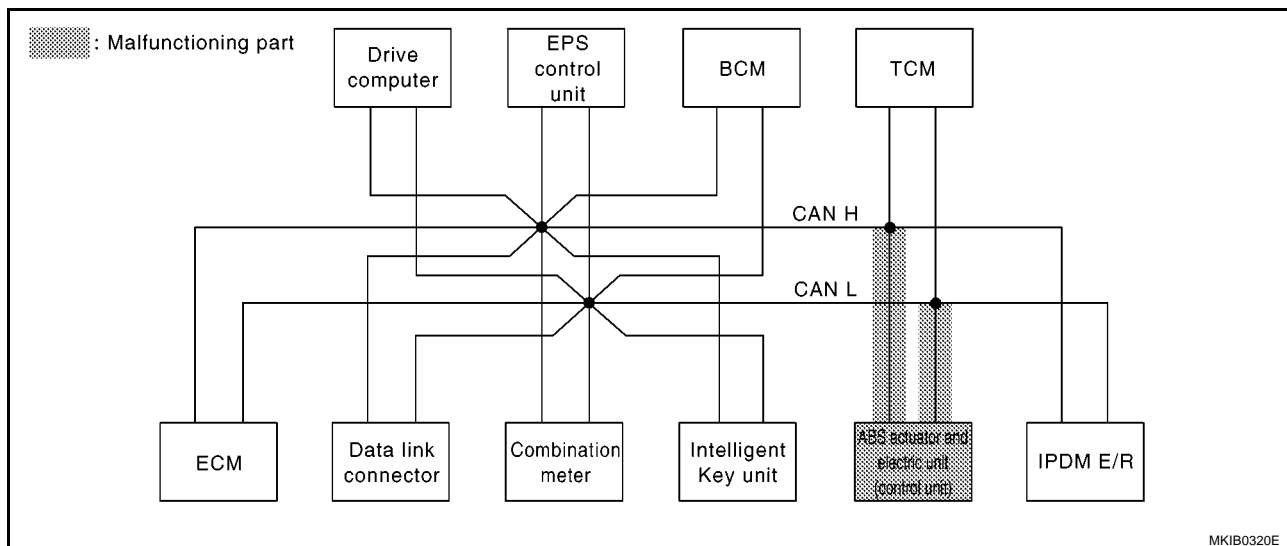 : Malfunctioning part
Drive
computer
EPS
control
unit
BCM
TCM
CAN H
CAN L
ECM
Data link
connector
Combination
meter
Intelligent
Key unit
ABS actuator and
electric unit
(control unit)
IPDM E/R
MKIB0320E